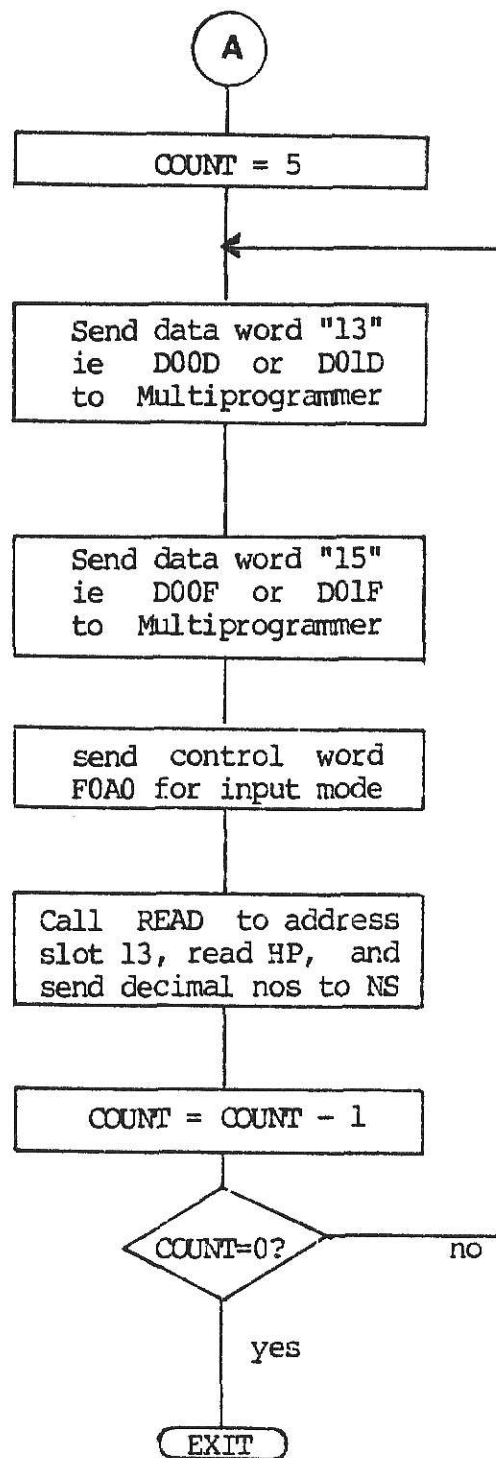 A
COUNT = 5
Send data word "13"
ie D00D or D01D
to Multiprogrammer
Send data word "15"
ie D00F or D01F
to Multiprogrammer
send control word
F0A0 for input mode
Call READ to address
slot 13, read HP, and
send decimal nos to NS
COUNT = COUNT - 1
COUNT=0?
no
yes
EXIT